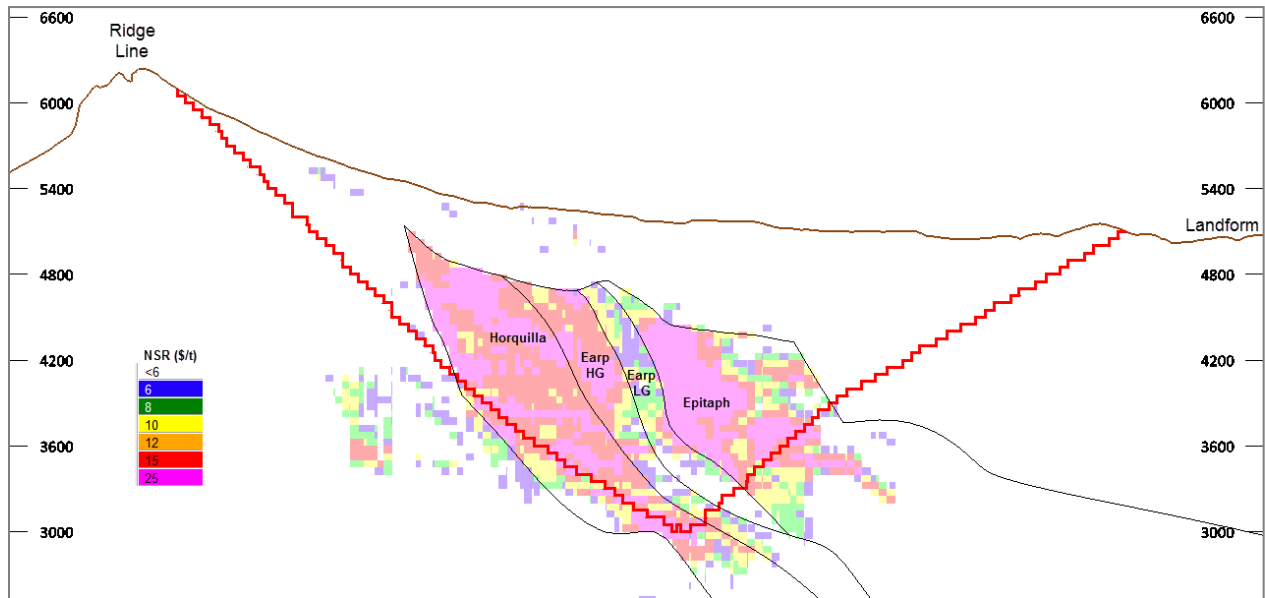 6600 6600
Ridge
Line
6000 6000
5400 5400
Landform
4800 4800
Horquilla
NSR ($/t)
<6
6
8
10
12
15
25
4200 4200
Earp
HG
Earp
LG
Epitaph
3600 3600
3000 3000